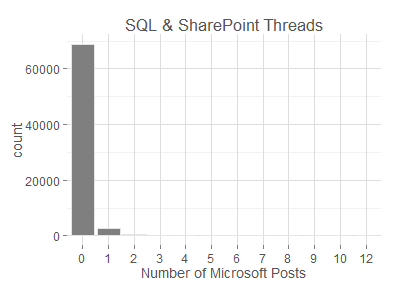 SQL & SharePoint Threads
count
60000
40000
20000
0
0 1 2 3 4 5 6 7 8 9 10 12
Number of Microsoft Posts